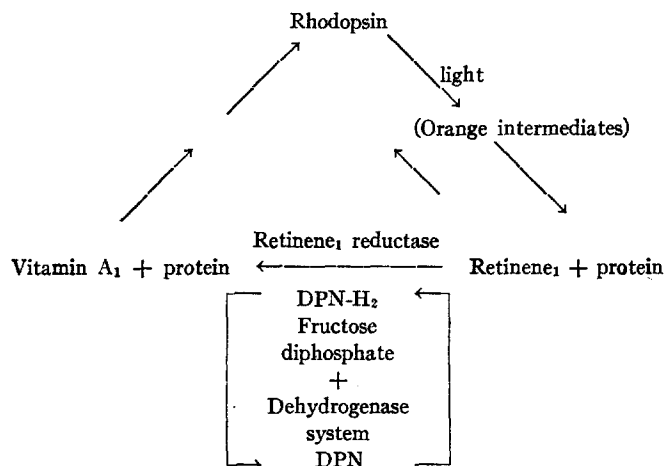 Rhodopsin
light
(Orange intermediates)
Retinene₁ reductase
Vitamin A₁ + protein
Retinene₁ + protein
DPN-H₂
Fructose
diphosphate
+
Dehydrogenase
system
DPN